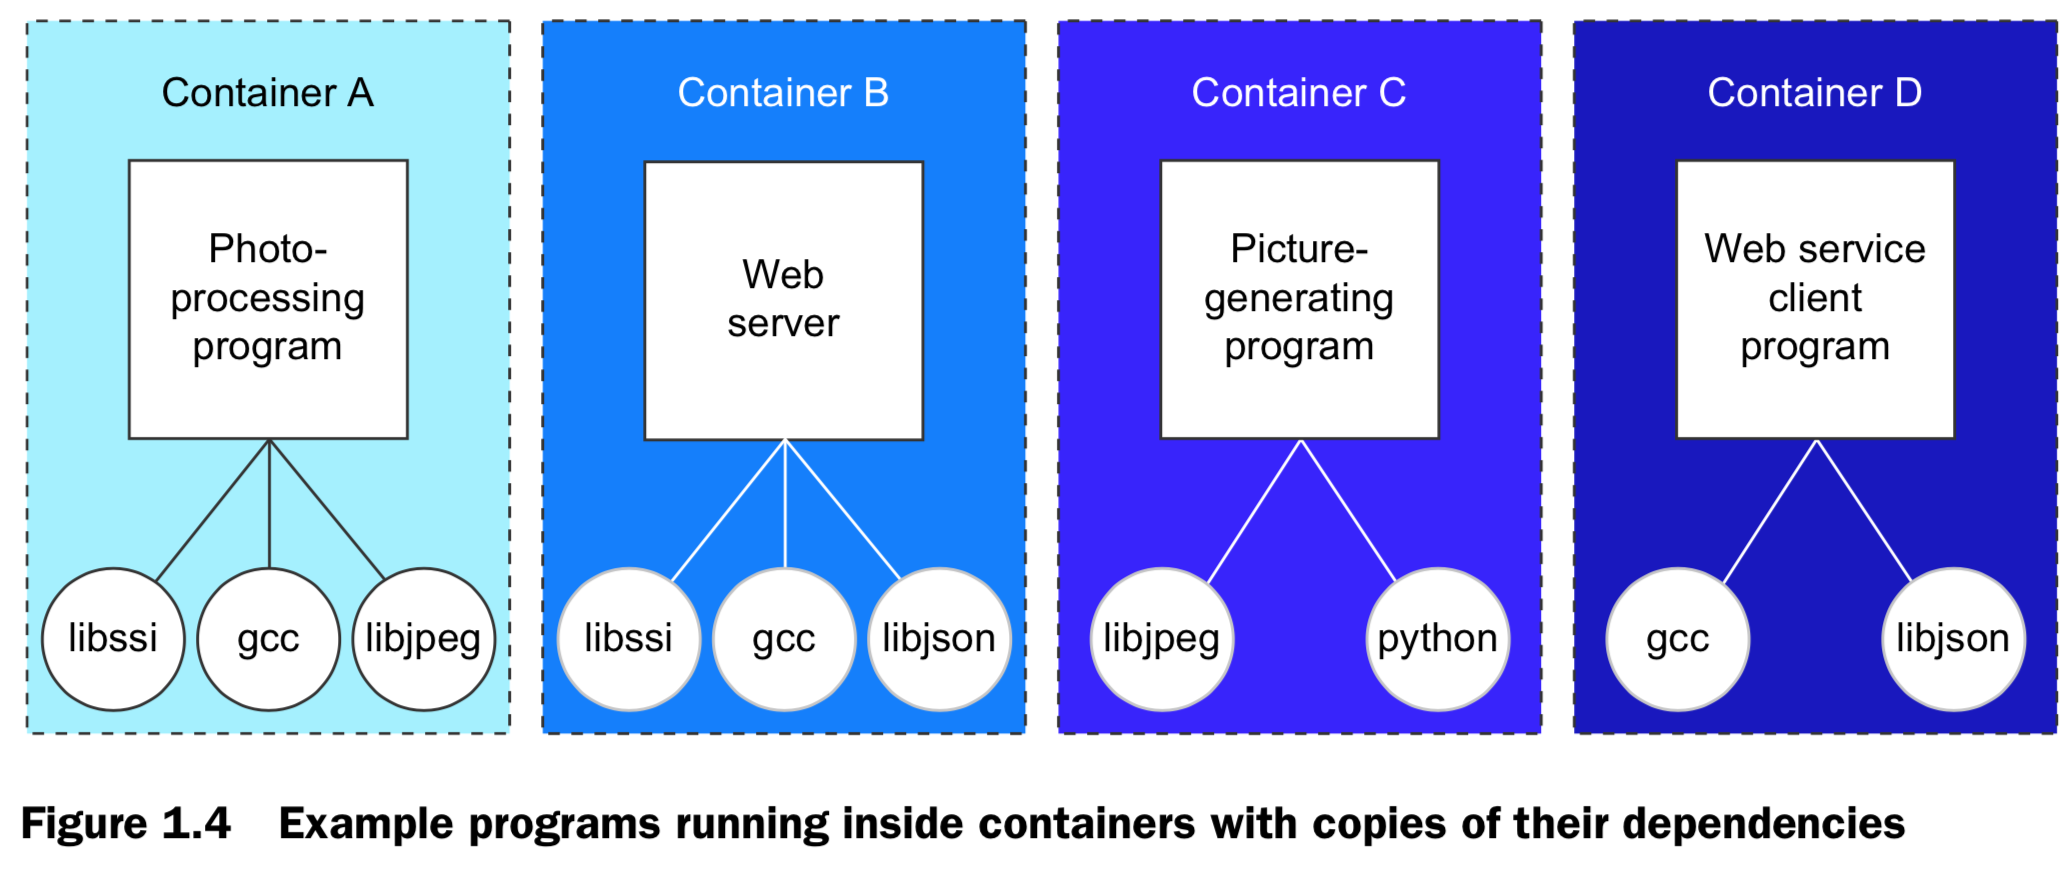 Container A
Photo-
processing
program
libssi
gcc
libjpeg
Container B
Web
server
libssi
gcc
libjson
Container C
Picture-
generating
program
libjpeg
python
Container D
Web service
client
program
gcc
libjson
Figure 1.4 Example programs running inside containers with copies of their dependencies